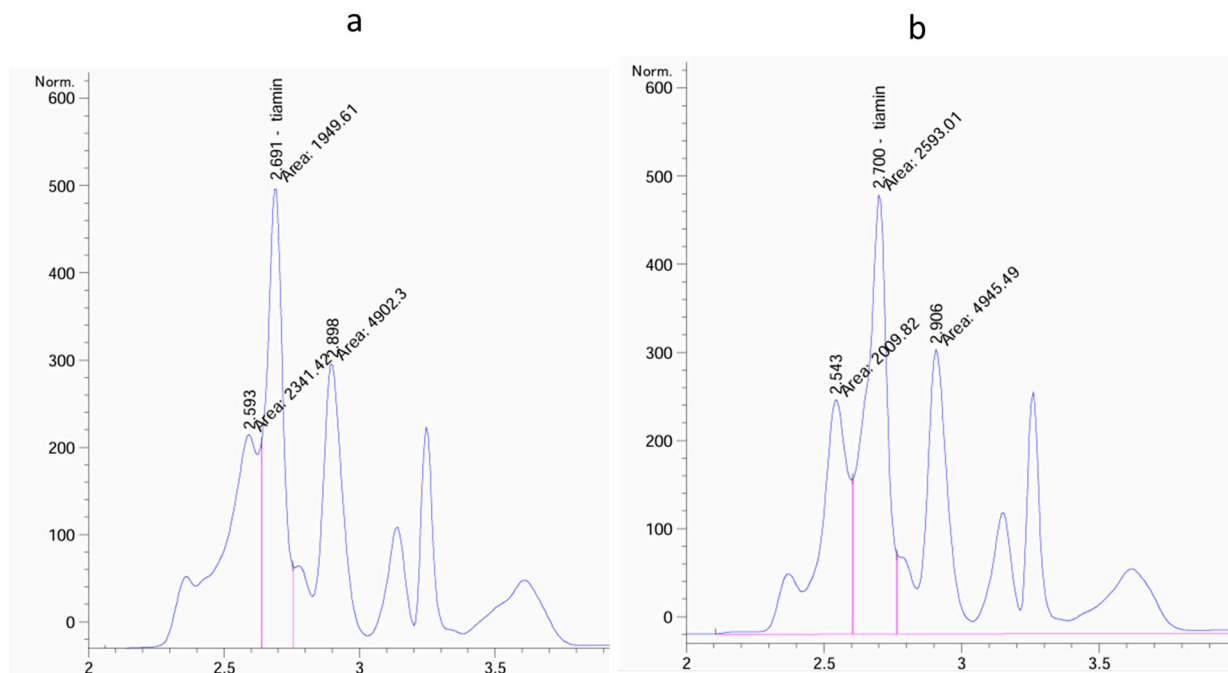 a
Norm.
600
500
400
300
200
100
0
2
2.5
3
3.5
2.593
Area: 2341.42
2.691 - tiamin
Area: 1949.61
2.898
Area: 4902.3
b
Norm.
600
500
400
300
200
100
0
2
2.5
3
3.5
2.543
Area: 2009.82
2.700 - tiamin
Area: 2593.01
2.906
Area: 4945.49